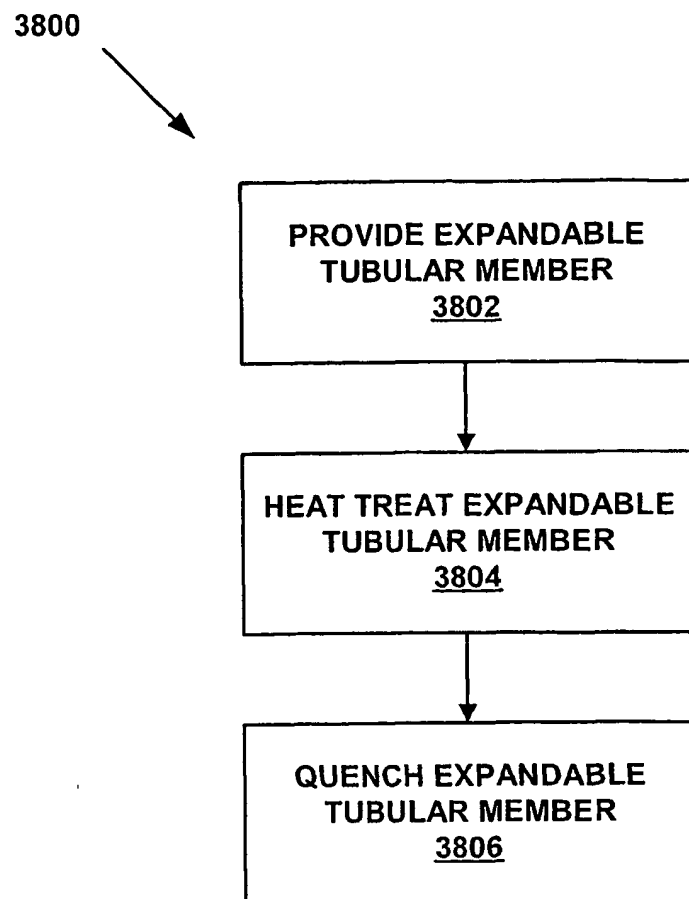 3800
PROVIDE EXPANDABLE
TUBULAR MEMBER
3802
HEAT TREAT EXPANDABLE
TUBULAR MEMBER
3804
QUENCH EXPANDABLE
TUBULAR MEMBER
3806